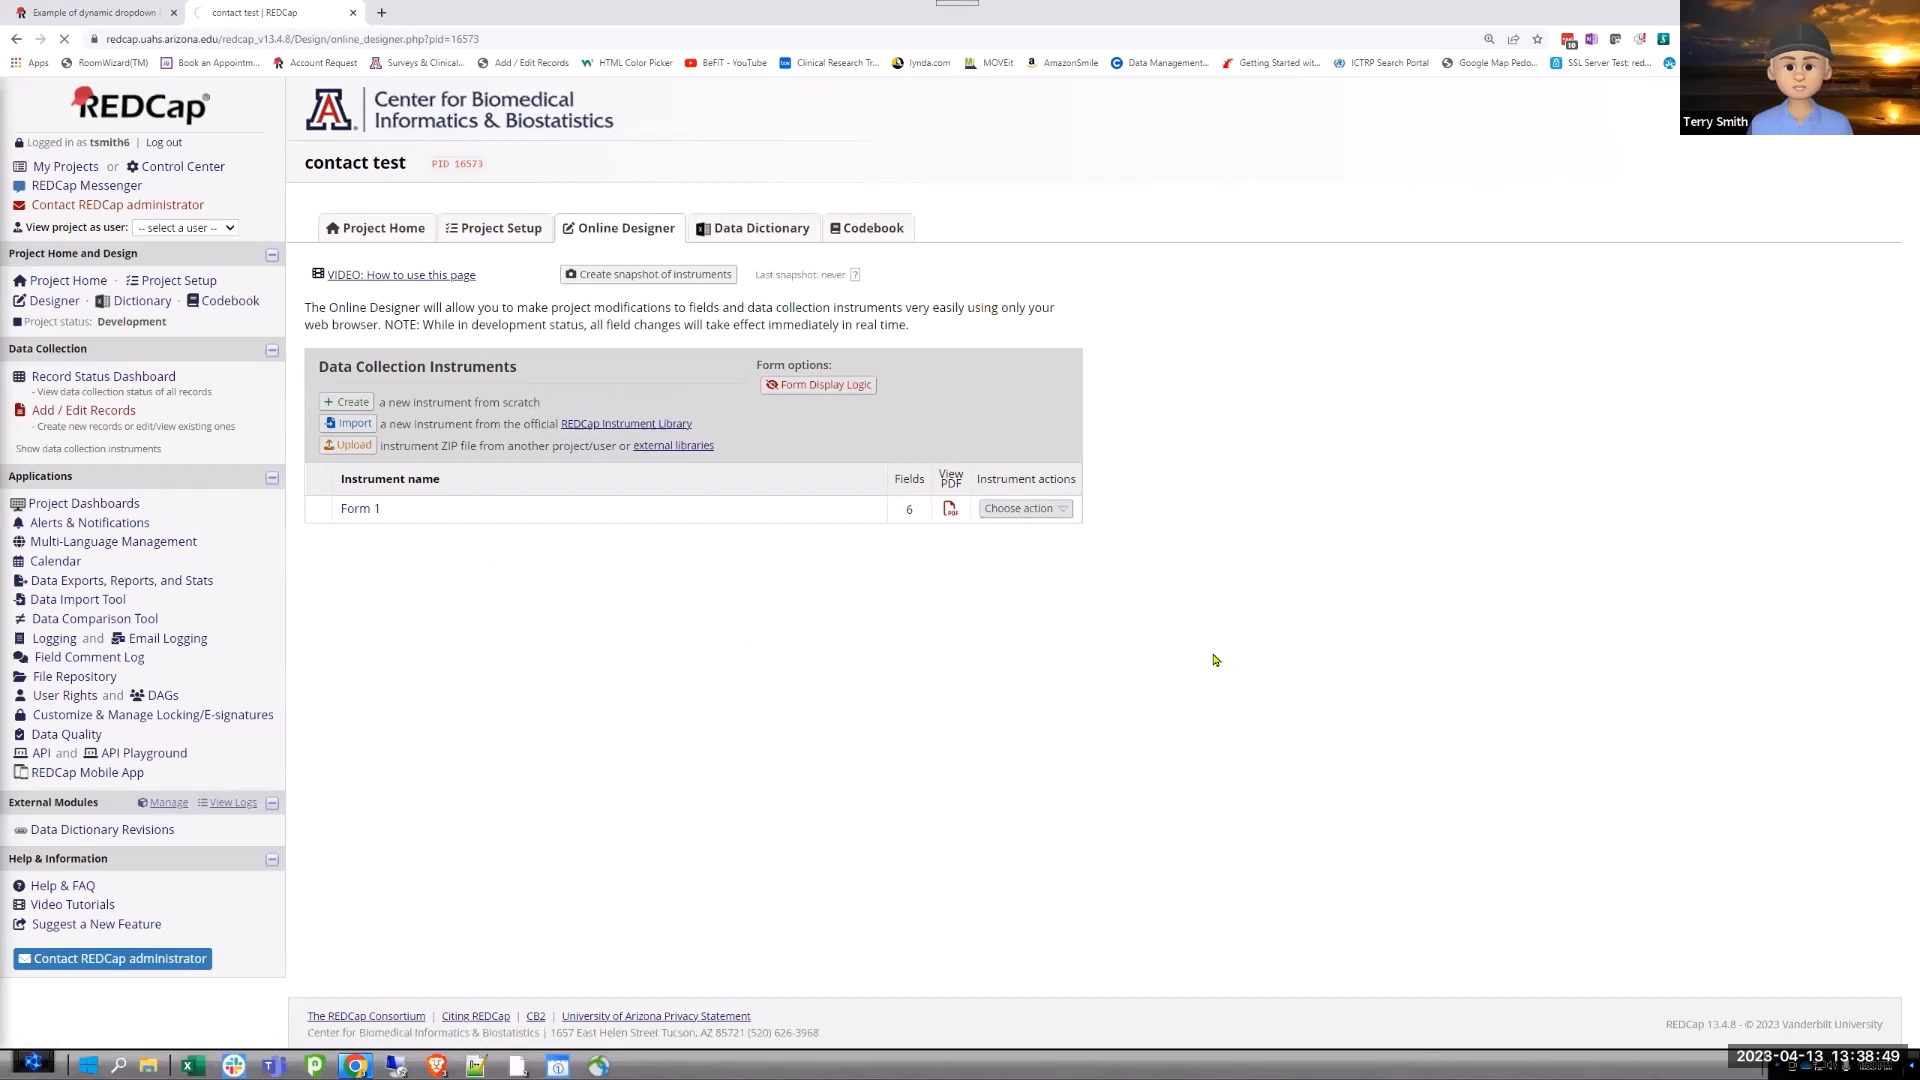 Example of dynamic dropdown
contact test | REDCap
redcap.uahs.arizona.edu/redcap_v13.4.8/Design/online_designer.php?pid=16573
Apps RoomWizard(TM) Book an Appointm... Account Request Surveys & Clinical... Add / Edit Records HTML Color Picker BeFiT - YouTube Clinical Research Tr... lynda.com MOVEit AmazonSmile Data Management... Getting Started wit... ICTRP Search Portal Google Map Pedo... SSL Server Test: red...
Terry Smith
REDCap
Logged in as tsmith6 | Log out
My Projects or Control Center
REDCap Messenger
Contact REDCap administrator
View project as user: -- select a user --
Project Home and Design
Project Home · Project Setup
Designer · Dictionary · Codebook
Project status: Development
Data Collection
Record Status Dashboard
- View data collection status of all records
Add / Edit Records
- Create new records or edit/view existing ones
Show data collection instruments
Applications
Project Dashboards
Alerts & Notifications
Multi-Language Management
Calendar
Data Exports, Reports, and Stats
Data Import Tool
Data Comparison Tool
Logging and Email Logging
Field Comment Log
File Repository
User Rights and DAGs
Customize & Manage Locking/E-signatures
Data Quality
API and API Playground
REDCap Mobile App
External Modules Manage View Logs
Data Dictionary Revisions
Help & Information
Help & FAQ
Video Tutorials
Suggest a New Feature
Contact REDCap administrator
A
Center for Biomedical
Informatics & Biostatistics
contact test PID 16573
Project Home Project Setup Online Designer Data Dictionary Codebook
VIDEO: How to use this page Create snapshot of instruments Last snapshot: never ?
The Online Designer will allow you to make project modifications to fields and data collection instruments very easily using only your
web browser. NOTE: While in development status, all field changes will take effect immediately in real time.
Data Collection Instruments
Form options:
Form Display Logic
+ Create a new instrument from scratch
Import a new instrument from the official REDCap Instrument Library
Upload instrument ZIP file from another project/user or external libraries
Instrument name Fields View PDF Instrument actions
Form 1 6 Choose action
The REDCap Consortium | Citing REDCap | CB2 | University of Arizona Privacy Statement
Center for Biomedical Informatics & Biostatistics | 1657 East Helen Street Tucson, AZ 85721 (520) 626-3968
REDCap 13.4.8 - © 2023 Vanderbilt University
2023-04-13 13:38:49